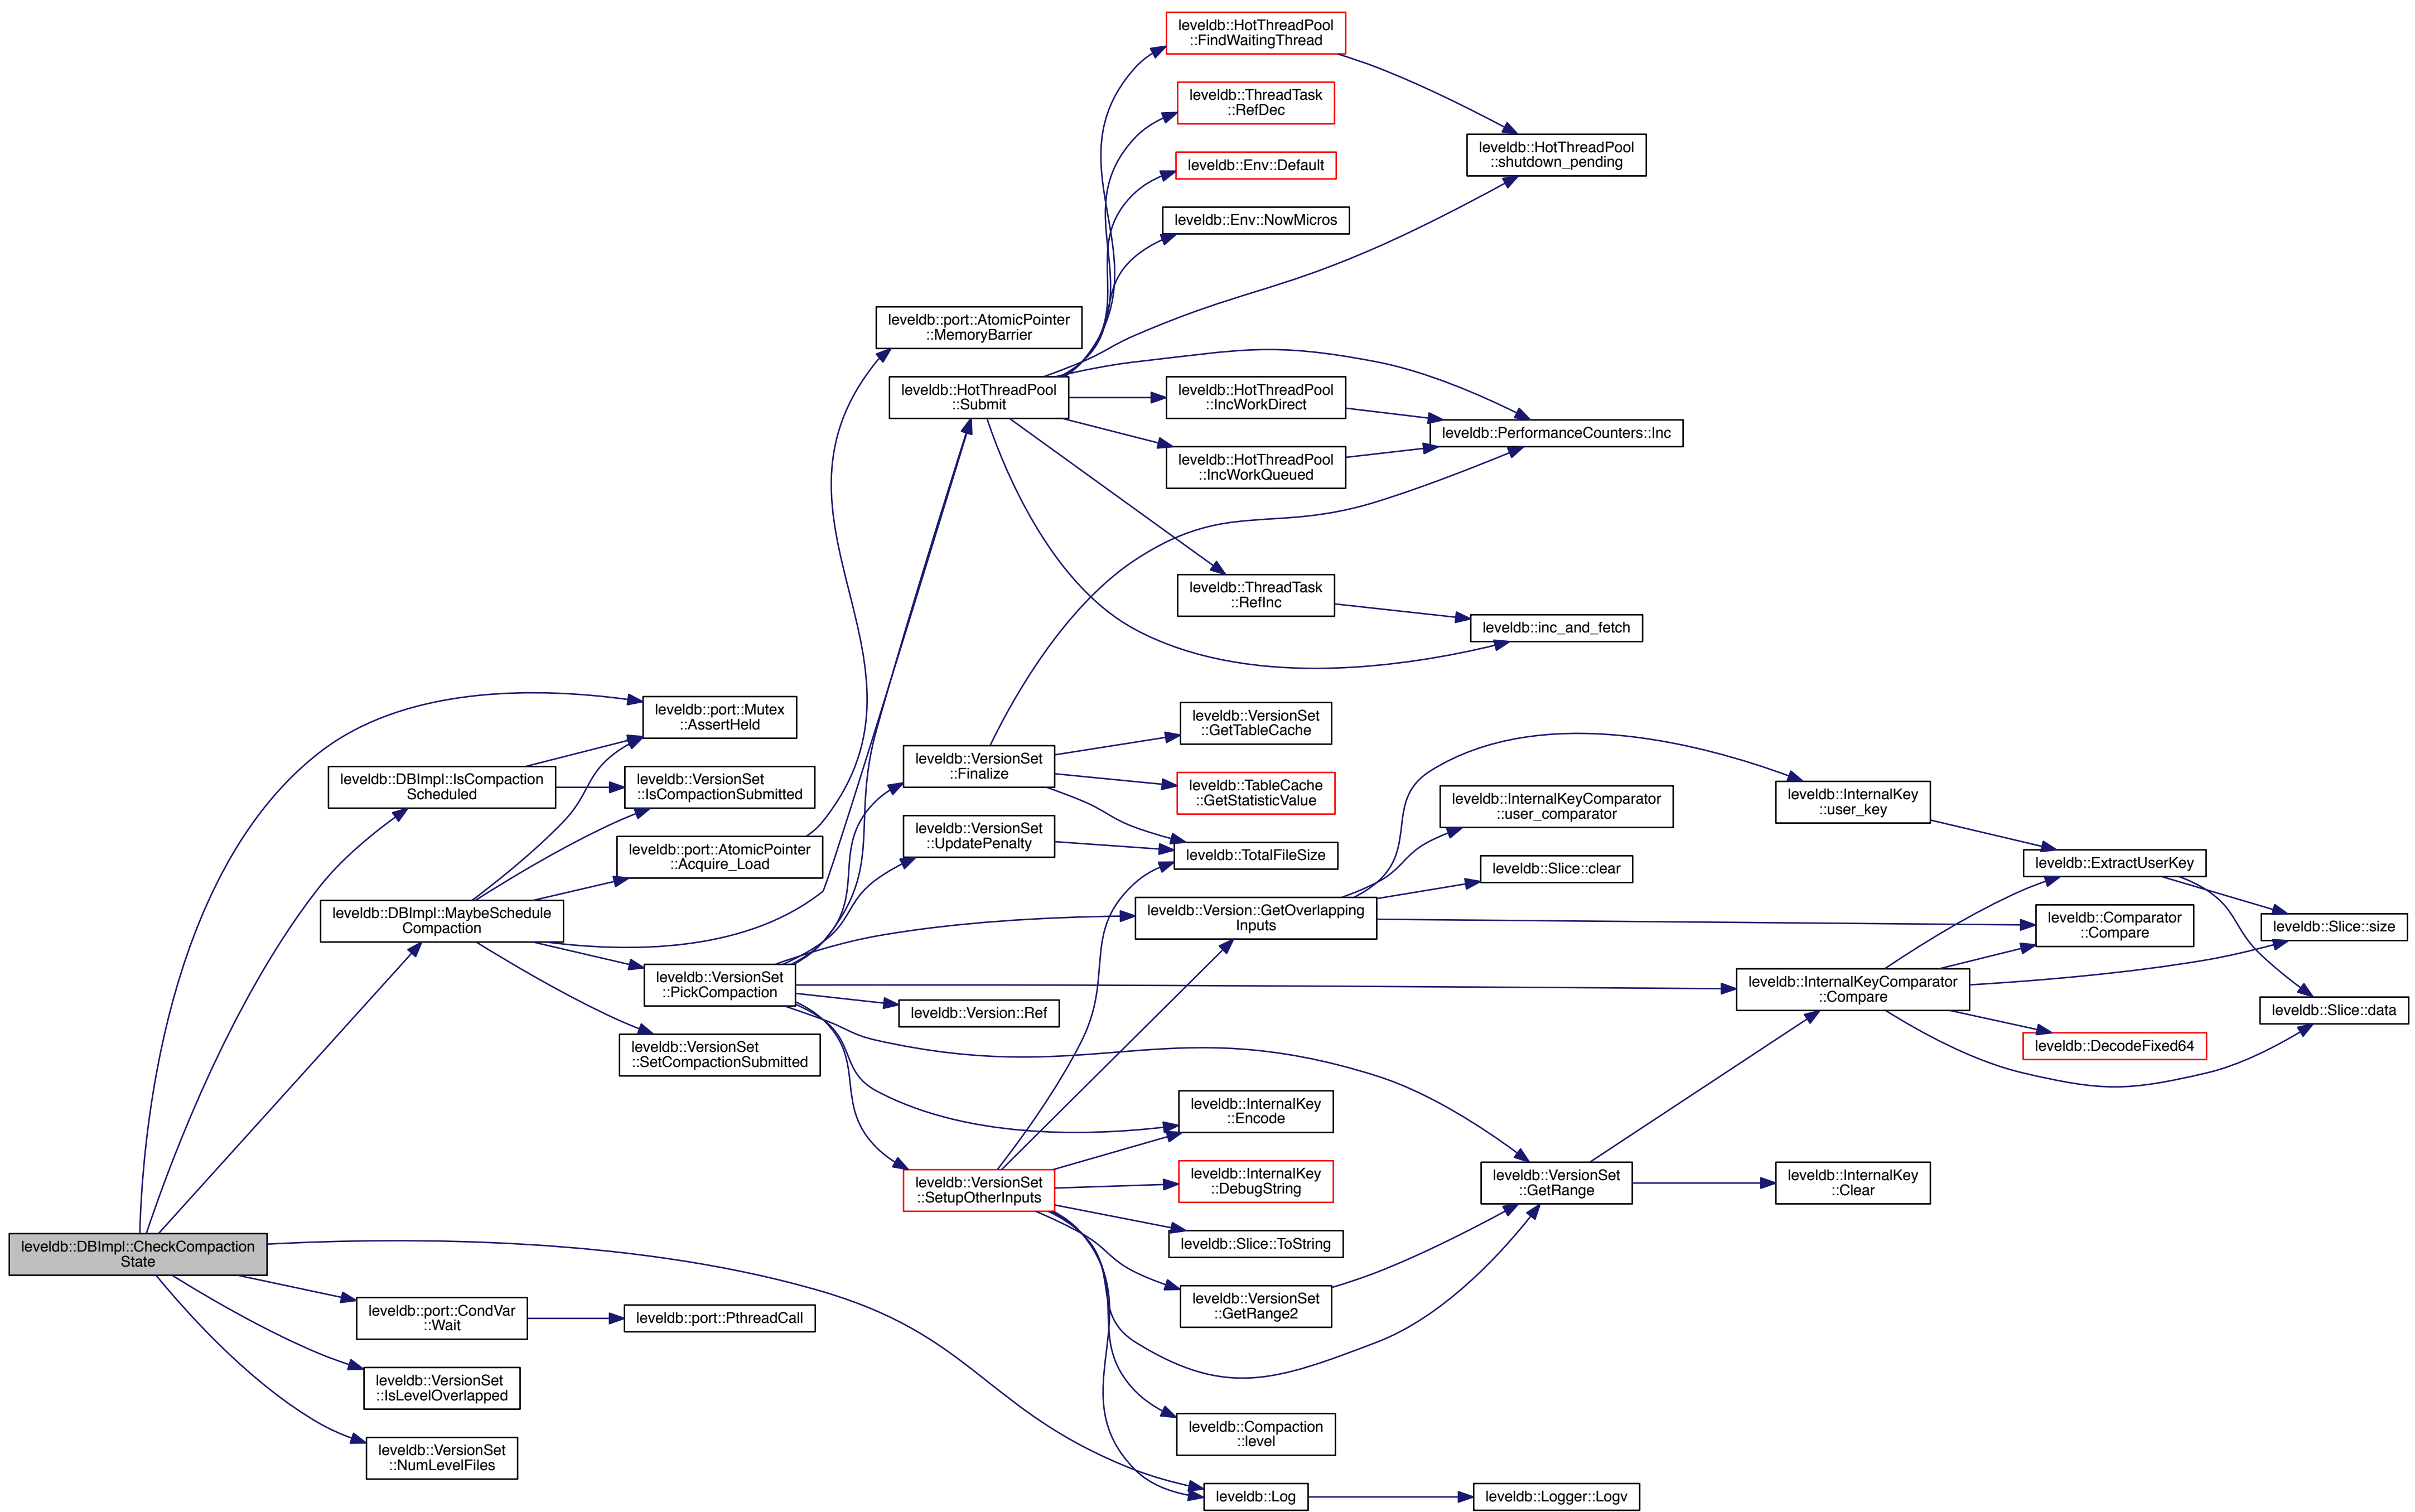 leveldb::HotThreadPool
::FindWaitingThread
leveldb::ThreadTask
::RefDec
leveldb::HotThreadPool
::shutdown_pending
leveldb::Env::Default
leveldb::Env::NowMicros
leveldb::port::AtomicPointer
::MemoryBarrier
leveldb::HotThreadPool
::Submit
leveldb::HotThreadPool
::IncWorkDirect
leveldb::PerformanceCounters::Inc
leveldb::HotThreadPool
::IncWorkQueued
leveldb::ThreadTask
::RefInc
leveldb::inc_and_fetch
leveldb::port::Mutex
::AssertHeld
leveldb::VersionSet
::GetTableCache
leveldb::DBImpl::IsCompaction
Scheduled
leveldb::VersionSet
::IsCompactionSubmitted
leveldb::VersionSet
::Finalize
leveldb::TableCache
::GetStatisticValue
leveldb::InternalKeyComparator
::user_comparator
leveldb::InternalKey
::user_key
leveldb::port::AtomicPointer
::Acquire_Load
leveldb::VersionSet
::UpdatePenalty
leveldb::TotalFileSize
leveldb::Slice::clear
leveldb::ExtractUserKey
leveldb::DBImpl::MaybeSchedule
Compaction
leveldb::Version::GetOverlapping
Inputs
leveldb::Comparator
::Compare
leveldb::Slice::size
leveldb::VersionSet
::PickCompaction
leveldb::Version::Ref
leveldb::InternalKeyComparator
::Compare
leveldb::Slice::data
leveldb::VersionSet
::SetCompactionSubmitted
leveldb::DecodeFixed64
leveldb::InternalKey
::Encode
leveldb::VersionSet
::SetupOtherInputs
leveldb::InternalKey
::DebugString
leveldb::VersionSet
::GetRange
leveldb::InternalKey
::Clear
leveldb::DBImpl::CheckCompaction
State
leveldb::Slice::ToString
leveldb::port::CondVar
::Wait
leveldb::port::PthreadCall
leveldb::VersionSet
::GetRange2
leveldb::VersionSet
::IsLevelOverlapped
leveldb::Compaction
::level
leveldb::VersionSet
::NumLevelFiles
leveldb::Log
leveldb::Logger::Logv